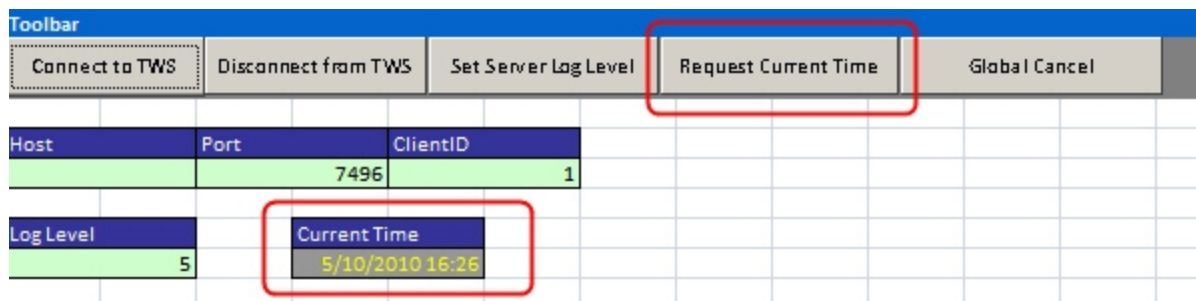 Toolbar
Connect to TWS Disconnect from TWS Set Server Log Level Request Current Time Global Cancel
Host Port ClientID
7496 1
Log Level Current Time
5 5/10/2010 16:26